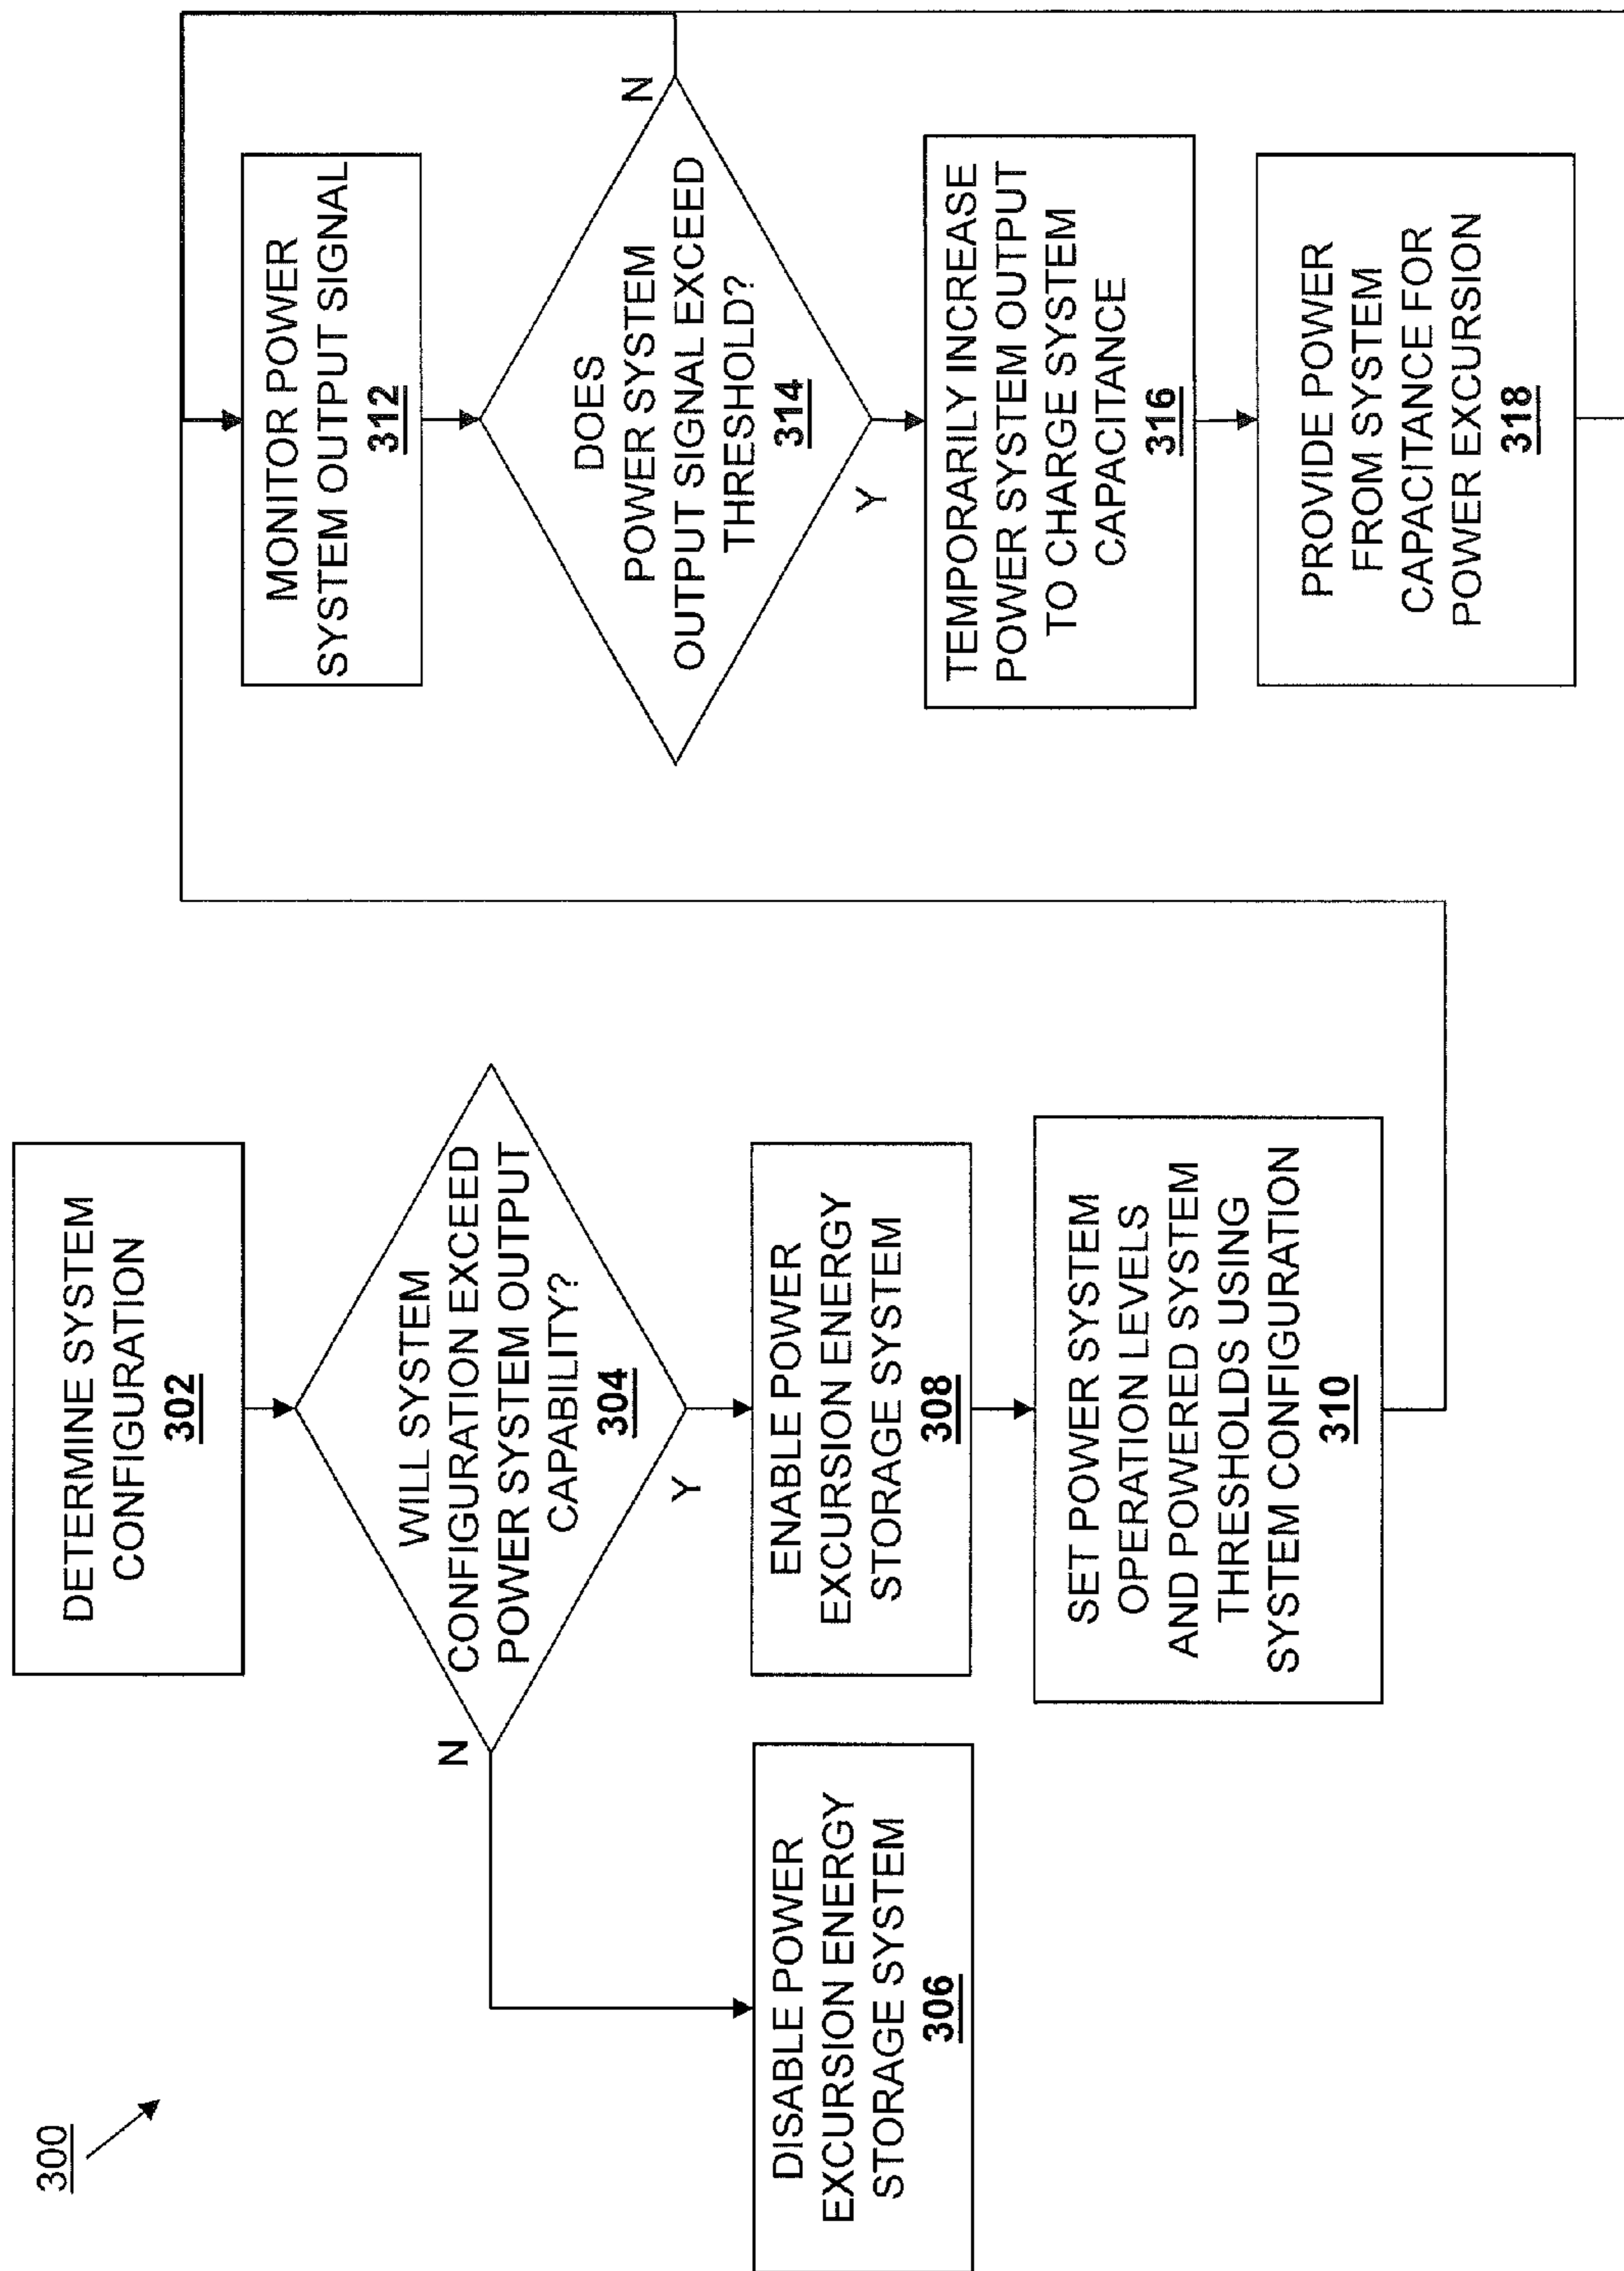 300
DETERMINE SYSTEM
CONFIGURATION
302
WILL SYSTEM
CONFIGURATION EXCEED
POWER SYSTEM OUTPUT
CAPABILITY?
304
N
Y
DISABLE POWER
EXCURSION ENERGY
STORAGE SYSTEM
306
ENABLE POWER
EXCURSION ENERGY
STORAGE SYSTEM
308
SET POWER SYSTEM
OPERATION LEVELS
AND POWERED SYSTEM
THRESHOLDS USING
SYSTEM CONFIGURATION
310
MONITOR POWER
SYSTEM OUTPUT SIGNAL
312
DOES
POWER SYSTEM
OUTPUT SIGNAL EXCEED
THRESHOLD?
314
N
Y
TEMPORARILY INCREASE
POWER SYSTEM OUTPUT
TO CHARGE SYSTEM
CAPACITANCE
316
PROVIDE POWER
FROM SYSTEM
CAPACITANCE FOR
POWER EXCURSION
318